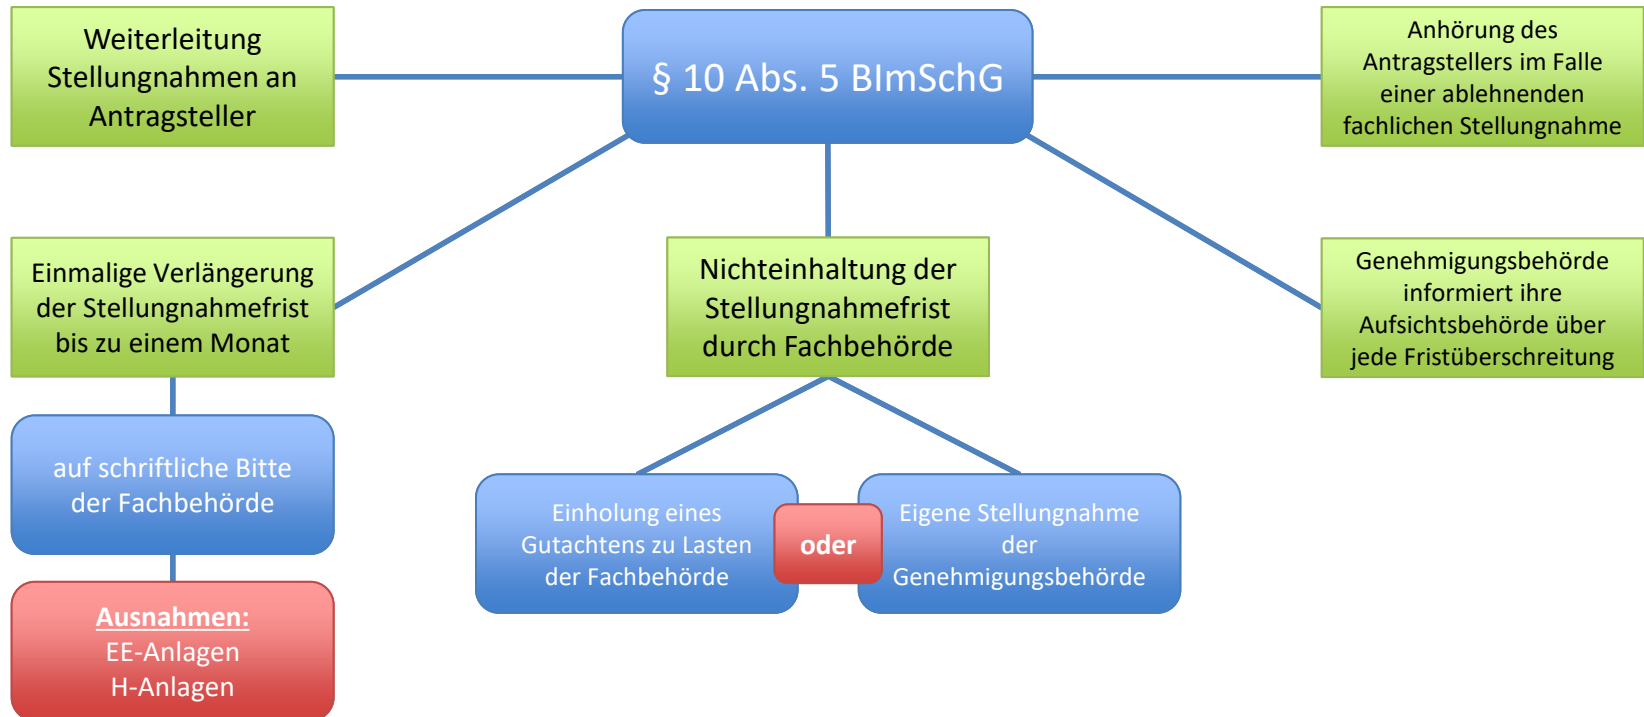 Weiterleitung
Stellungnahmen an
Antragsteller
§ 10 Abs. 5 BImSchG
Anhörung des
Antragstellers im Falle
einer ablehnenden
fachlichen Stellungnahme
Einmalige Verlängerung
der Stellungnahmefrist
bis zu einem Monat
Nichteinhaltung der
Stellungnahmefrist
durch Fachbehörde
Genehmigungsbehörde
informiert ihre
Aufsichtsbehörde über
jede Fristüberschreitung
auf schriftliche Bitte
der Fachbehörde
Einholung eines
Gutachtens zu Lasten
der Fachbehörde
oder
Eigene Stellungnahme
der
Genehmigungsbehörde
Ausnahmen:
EE-Anlagen
H-Anlagen